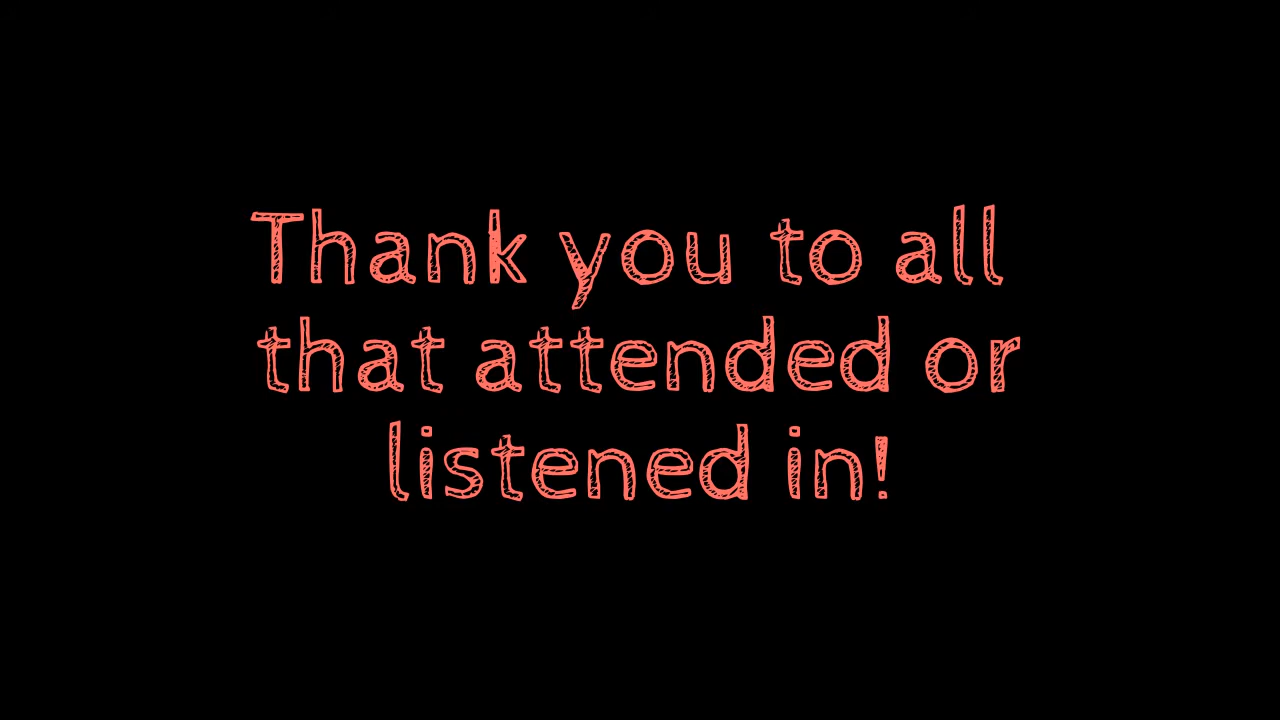 Thank you to all
that attended or
listened in!